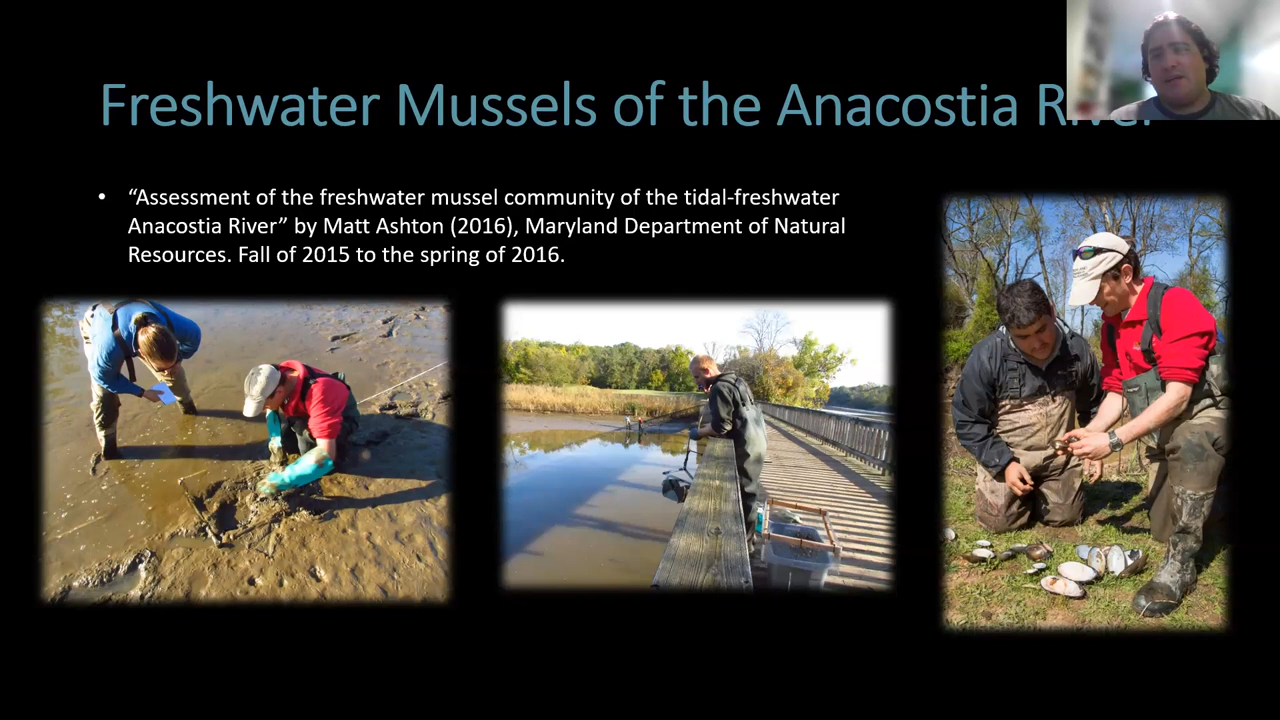 Freshwater Mussels of the Anacostia River
• “Assessment of the freshwater mussel community of the tidal-freshwater
Anacostia River” by Matt Ashton (2016), Maryland Department of Natural
Resources. Fall of 2015 to the spring of 2016.